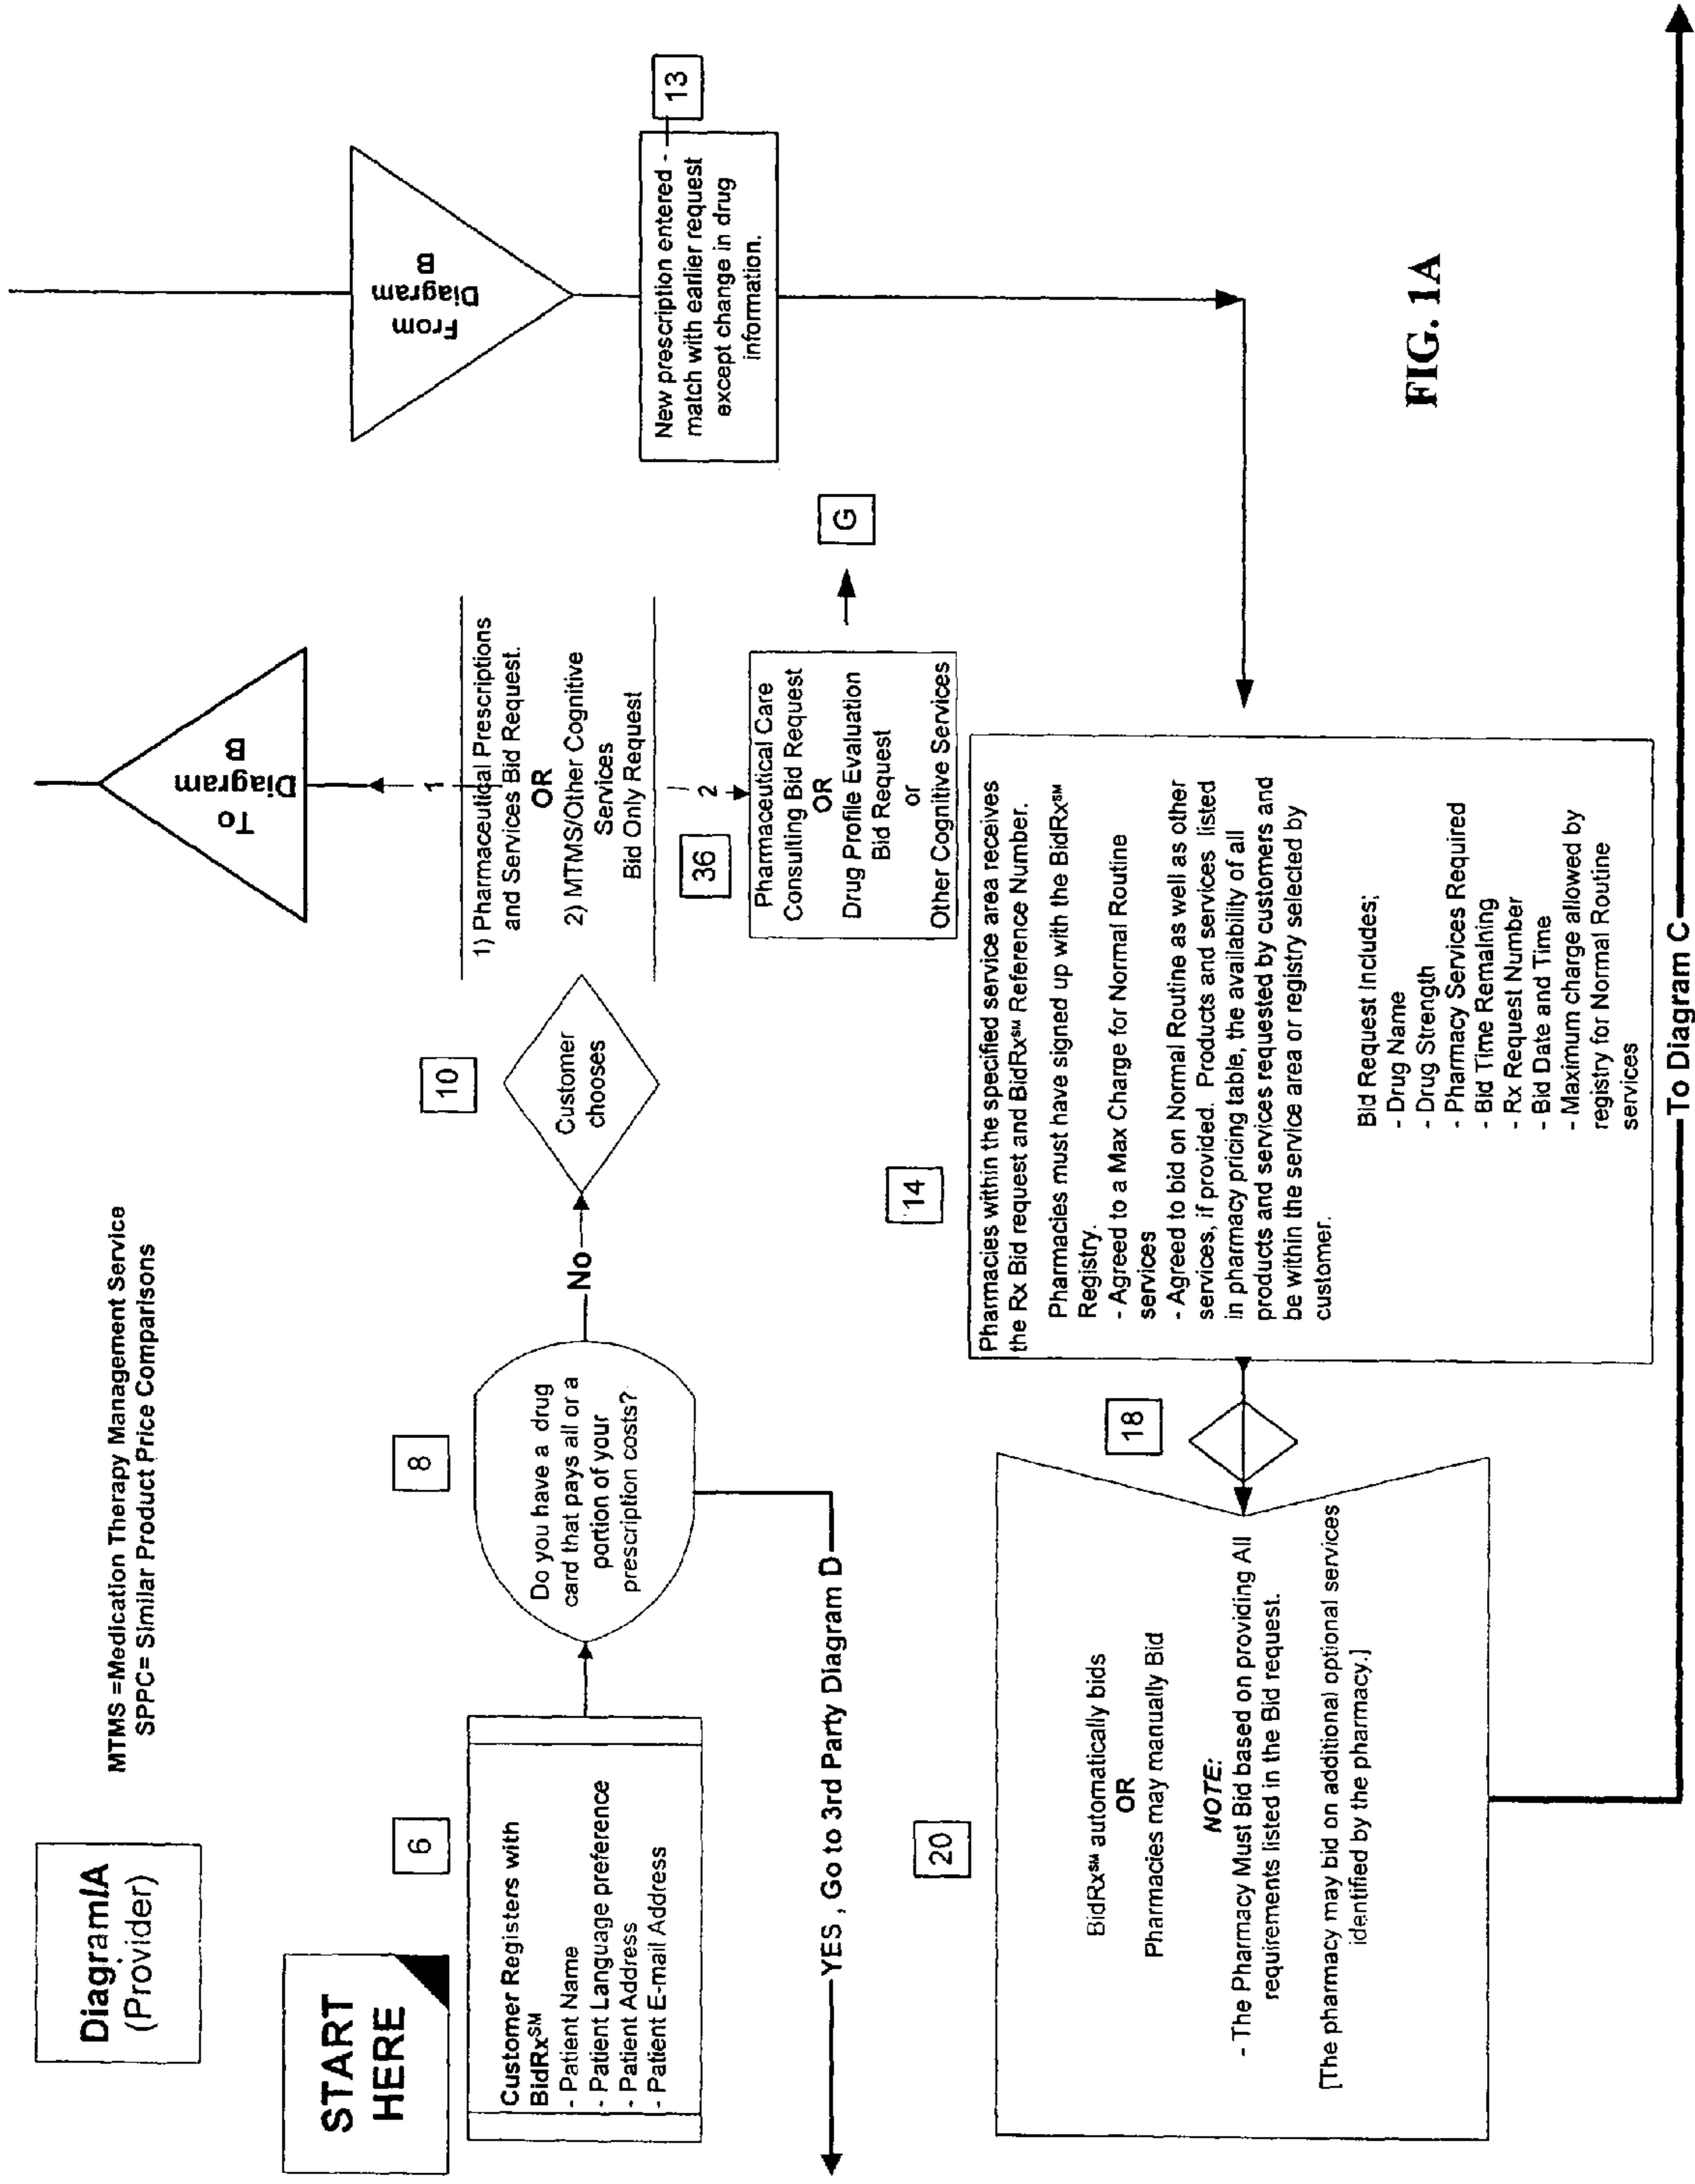 Diagram/A
(Provider)
MTMS =Medication Therapy Management Service
SPPC= Similar Product Price Comparisons
START
HERE
6
Customer Registers with
BidRx℠
- Patient Name
- Patient Language preference
- Patient Address
- Patient E-mail Address
8
Do you have a drug
card that pays all or a
portion of your
prescription costs?
No
YES , Go to 3rd Party Diagram D
10
Customer
chooses
To
Diagram
B
1
1) Pharmaceutical Prescriptions
and Services Bid Request.
OR
2) MTMS/Other Cognitive
Services
Bid Only Request
2
36
Pharmaceutical Care
Consulting Bid Request
OR
Drug Profile Evaluation
Bid Request
or
Other Cognitive Services
G
From
Diagram
B
13
New prescription entered -
match with earlier request
except change in drug
information.
14
Pharmacies within the specified service area receives
the Rx Bid request and BidRx℠ Reference Number.
Pharmacies must have signed up with the BidRx℠
Registry.
- Agreed to a Max Charge for Normal Routine
services
- Agreed to bid on Normal Routine as well as other
services, if provided. Products and services listed
in pharmacy pricing table, the availability of all
products and services requested by customers and
be within the service area or registry selected by
customer.
Bid Request Includes;
- Drug Name
- Drug Strength
- Pharmacy Services Required
- Bid Time Remaining
- Rx Request Number
- Bid Date and Time
- Maximum charge allowed by
registry for Normal Routine
services
18
20
BidRx℠ automatically bids
OR
Pharmacies may manually Bid
NOTE:
- The Pharmacy Must Bid based on providing All
requirements listed in the Bid request.
[The pharmacy may bid on additional optional services
identified by the pharmacy.]
To Diagram C
FIG. 1A